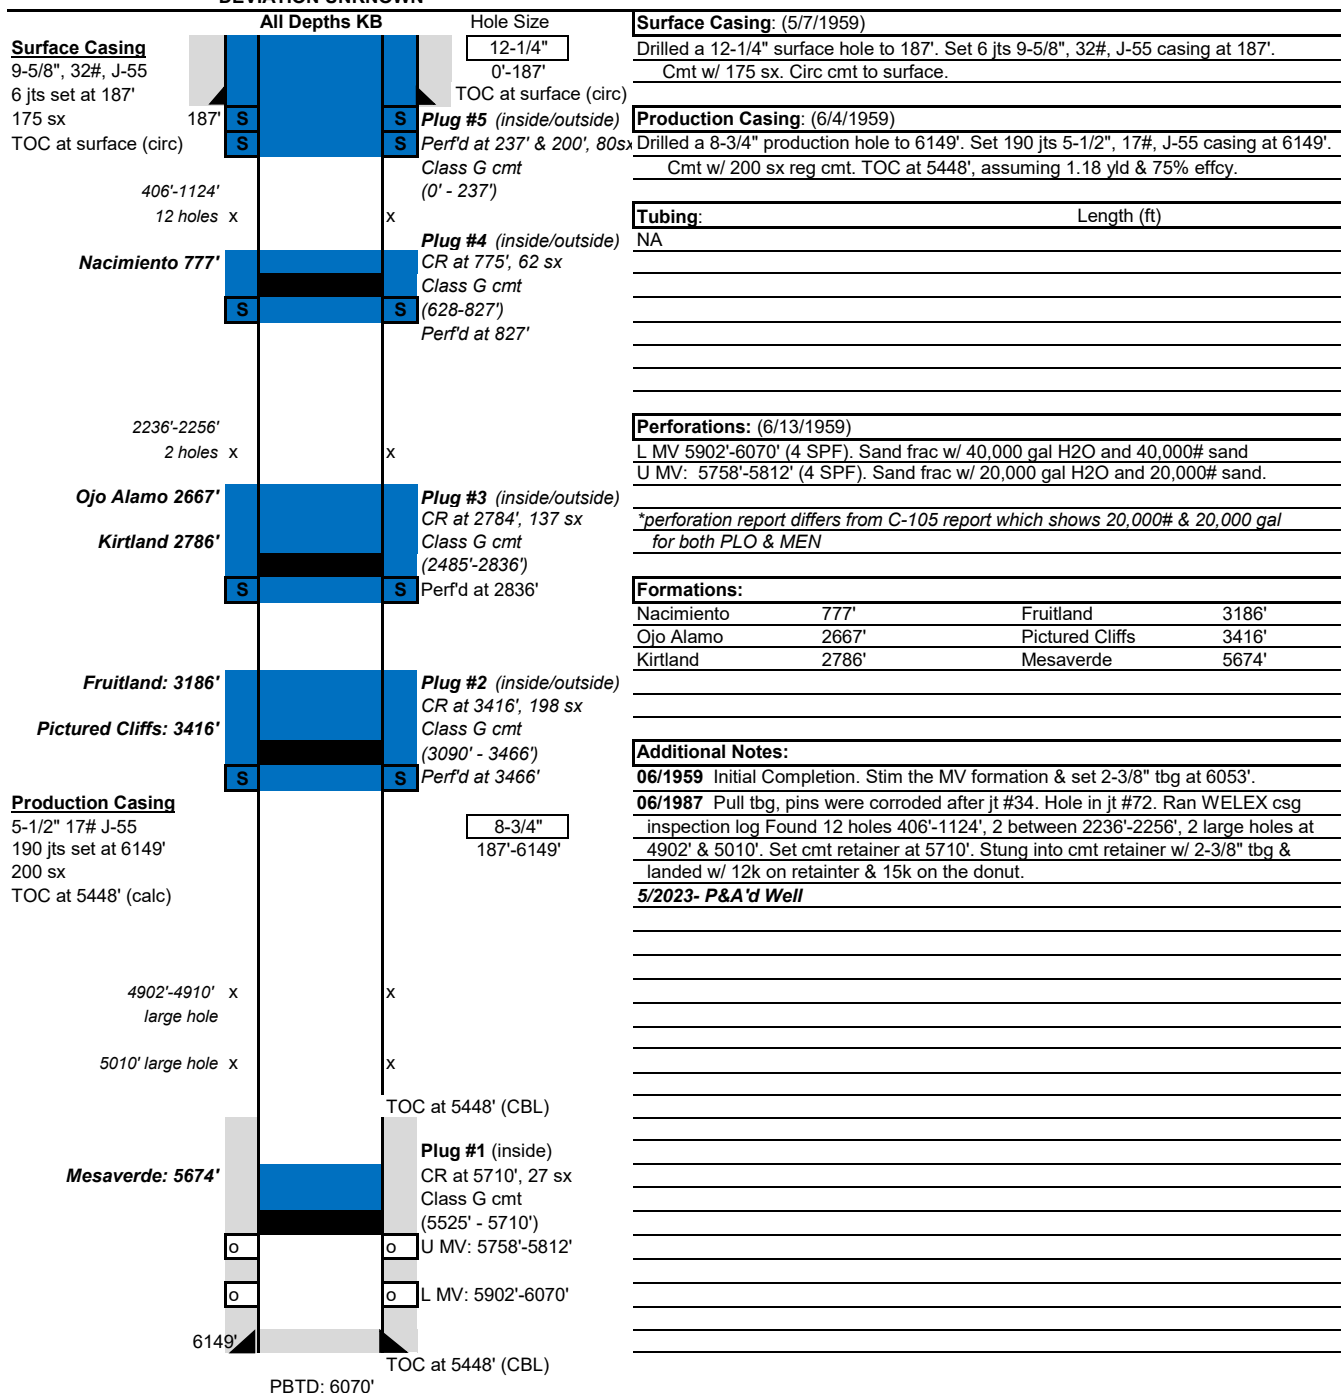 All Depths KB
Hole Size
Surface Casing
9-5/8", 32#, J-55
6 jts set at 187'
175 sx
187'
TOC at surface (circ)
12-1/4"
0'-187'
TOC at surface (circ)
S
S
S
S
Plug #5 (inside/outside)
Perf'd at 237' & 200', 80sx
Class G cmt
(0' - 237')
406'-1124'
12 holes x
x
Plug #4 (inside/outside)
Nacimiento 777'
CR at 775', 62 sx
Class G cmt
S
S
(628-827')
Perf'd at 827'
2236'-2256'
2 holes x
x
Ojo Alamo 2667'
Plug #3 (inside/outside)
CR at 2784', 137 sx
Kirtland 2786'
Class G cmt
(2485'-2836')
S
S
Perf'd at 2836'
Fruitland: 3186'
Plug #2 (inside/outside)
CR at 3416', 198 sx
Pictured Cliffs: 3416'
Class G cmt
(3090' - 3466')
S
S
Perf'd at 3466'
Production Casing
5-1/2" 17# J-55
190 jts set at 6149'
200 sx
TOC at 5448' (calc)
8-3/4"
187'-6149'
4902'-4910' x
x
large hole
5010' large hole x
x
TOC at 5448' (CBL)
Plug #1 (inside)
Mesaverde: 5674'
CR at 5710', 27 sx
Class G cmt
(5525' - 5710')
o
o
U MV: 5758'-5812'
o
o
L MV: 5902'-6070'
6149'
TOC at 5448' (CBL)
PBTD: 6070'
Surface Casing: (5/7/1959)
Drilled a 12-1/4" surface hole to 187'. Set 6 jts 9-5/8", 32#, J-55 casing at 187'.
Cmt w/ 175 sx. Circ cmt to surface.
Production Casing: (6/4/1959)
Drilled a 8-3/4" production hole to 6149'. Set 190 jts 5-1/2", 17#, J-55 casing at 6149'.
Cmt w/ 200 sx reg cmt. TOC at 5448', assuming 1.18 yld & 75% effcy.
Tubing: Length (ft)
NA
Perforations: (6/13/1959)
L MV 5902'-6070' (4 SPF). Sand frac w/ 40,000 gal H2O and 40,000# sand
U MV: 5758'-5812' (4 SPF). Sand frac w/ 20,000 gal H2O and 20,000# sand.
*perforation report differs from C-105 report which shows 20,000# & 20,000 gal
for both PLO & MEN
Formations:
Nacimiento 777' Fruitland 3186'
Ojo Alamo 2667' Pictured Cliffs 3416'
Kirtland 2786' Mesaverde 5674'
Additional Notes:
06/1959 Initial Completion. Stim the MV formation & set 2-3/8" tbg at 6053'.
06/1987 Pull tbg, pins were corroded after jt #34. Hole in jt #72. Ran WELEX csg
inspection log Found 12 holes 406'-1124', 2 between 2236'-2256', 2 large holes at
4902' & 5010'. Set cmt retainer at 5710'. Stung into cmt retainer w/ 2-3/8" tbg &
landed w/ 12k on retainter & 15k on the donut.
5/2023- P&A'd Well